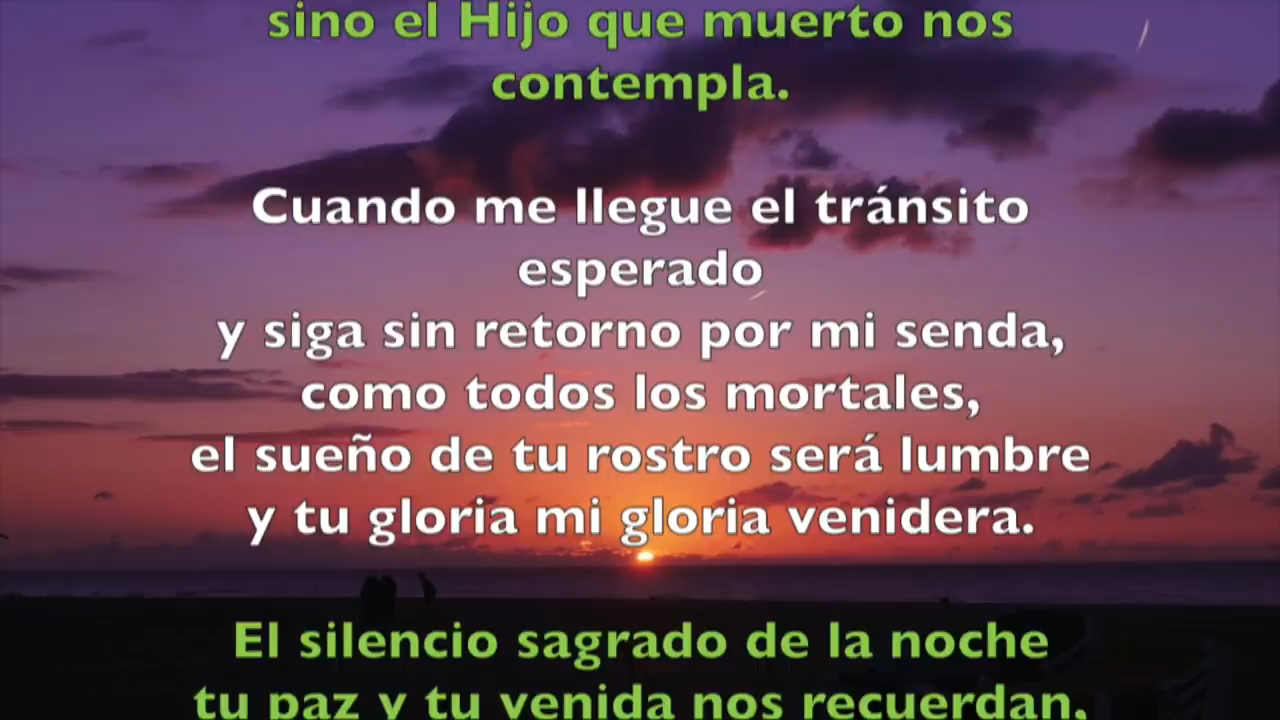 sino el Hijo que muerto nos
contempla.
Cuando me llegue el tránsito
esperado
y siga sin retorno por mi senda,
como todos los mortales,
el sueño de tu rostro será lumbre
y tu gloria mi gloria venidera.
El silencio sagrado de la noche
tu paz y tu venida nos recuerdan,